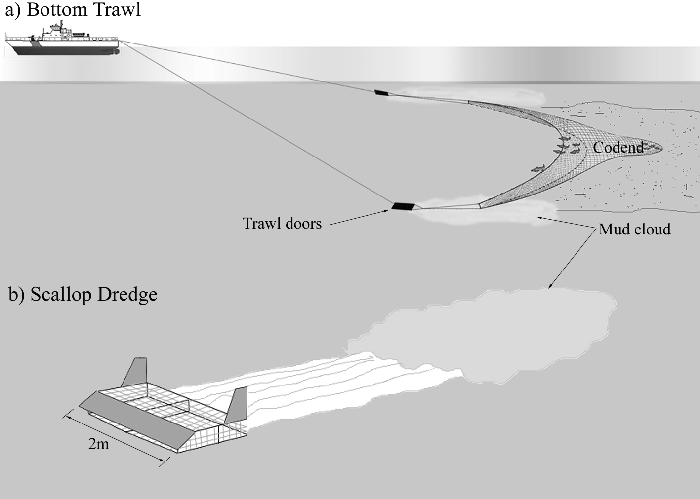 a) Bottom Trawl
Codend
Trawl doors
Mud cloud
b) Scallop Dredge
2m